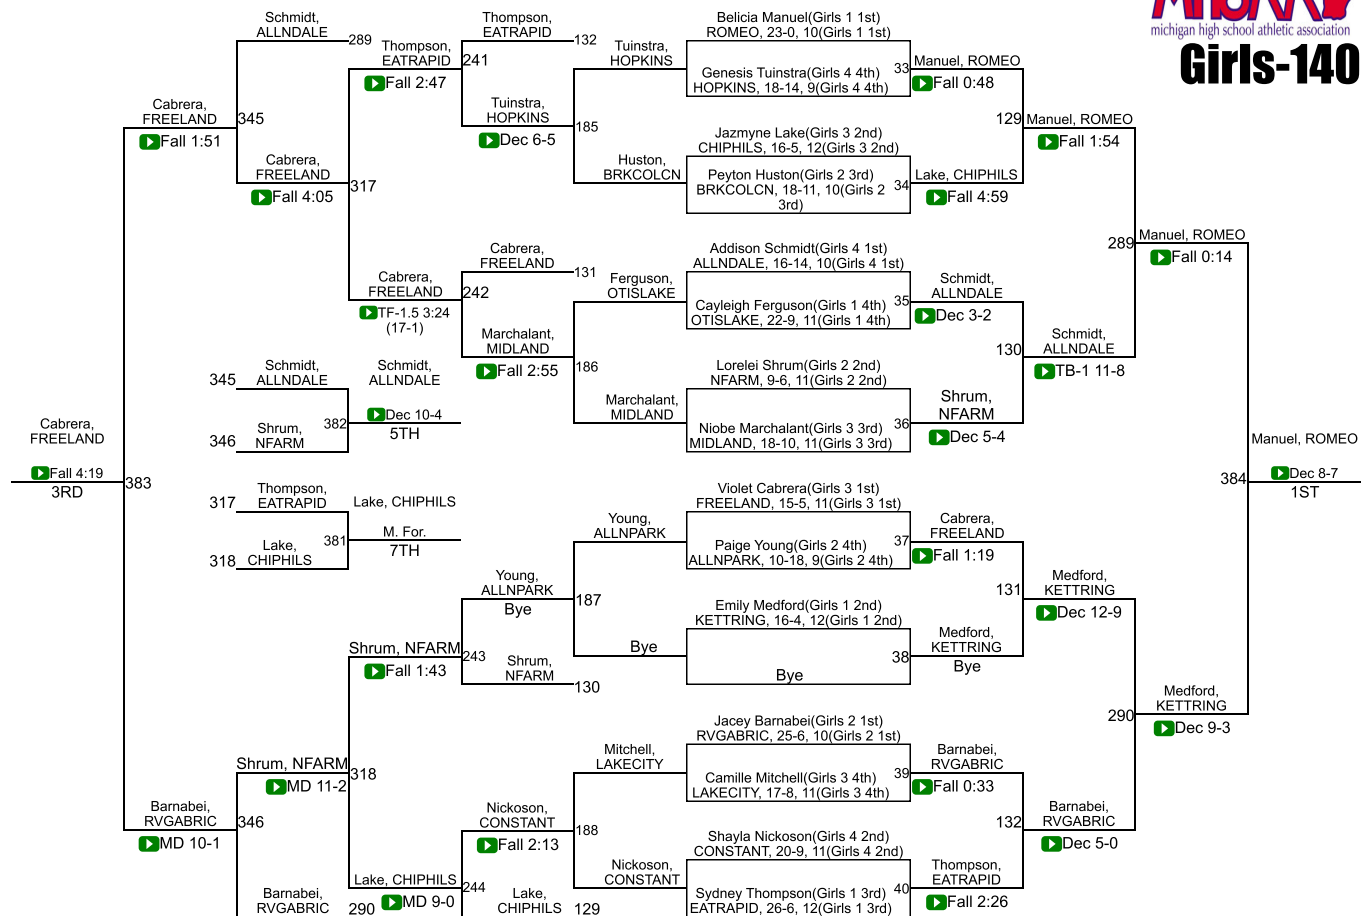 michigan high school athletic association
Girls-140
Schmidt,
ALLNDALE
289
Cabrera,
FREELAND
Fall 1:51
345
Cabrera,
FREELAND
Fall 4:05
317
Thompson,
EATRAPID
Fall 2:47
241
Thompson,
EATRAPID
132
Tuinstra,
HOPKINS
Dec 6-5
185
Tuinstra,
HOPKINS
Huston,
BRKCOLCN
Belicia Manuel(Girls 1 1st)
ROMEO, 23-0, 10(Girls 1 1st)
Genesis Tuinstra(Girls 4 4th)
HOPKINS, 18-14, 9(Girls 4 4th)
33
Manuel, ROMEO
Fall 0:48
Jazmyne Lake(Girls 3 2nd)
CHIPHILS, 16-5, 12(Girls 3 2nd)
Peyton Huston(Girls 2 3rd)
BRKCOLCN, 18-11, 10(Girls 2
3rd)
34
Lake, CHIPHILS
Fall 4:59
129
Manuel, ROMEO
Fall 1:54
289
Manuel, ROMEO
Fall 0:14
Cabrera,
FREELAND
TF-1.5 3:24
(17-1)
242
Cabrera,
FREELAND
131
Marchalant,
MIDLAND
Fall 2:55
186
Ferguson,
OTISLAKE
Marchalant,
MIDLAND
Addison Schmidt(Girls 4 1st)
ALLNDALE, 16-14, 10(Girls 4 1st)
Cayleigh Ferguson(Girls 1 4th)
OTISLAKE, 22-9, 11(Girls 1 4th)
35
Schmidt,
ALLNDALE
Dec 3-2
Lorelei Shrum(Girls 2 2nd)
NFARM, 9-6, 11(Girls 2 2nd)
Niobe Marchalant(Girls 3 3rd)
MIDLAND, 18-10, 11(Girls 3 3rd)
36
Shrum,
NFARM
Dec 5-4
130
Schmidt,
ALLNDALE
TB-1 11-8
345
Schmidt,
ALLNDALE
346
Shrum,
NFARM
382
Schmidt,
ALLNDALE
Dec 10-4
5TH
Cabrera,
FREELAND
Fall 4:19
3RD
383
317
Thompson,
EATRAPID
318
Lake,
CHIPHILS
381
Lake, CHIPHILS
M. For.
7TH
384
Manuel, ROMEO
Dec 8-7
1ST
Young,
ALLNPARK
Bye
187
Young,
ALLNPARK
Bye
Violet Cabrera(Girls 3 1st)
FREELAND, 15-5, 11(Girls 3 1st)
Paige Young(Girls 2 4th)
ALLNPARK, 10-18, 9(Girls 2 4th)
37
Cabrera,
FREELAND
Fall 1:19
Emily Medford(Girls 1 2nd)
KETTRING, 16-4, 12(Girls 1 2nd)
Bye
38
Medford,
KETTRING
Bye
131
Medford,
KETTRING
Dec 12-9
290
Medford,
KETTRING
Dec 9-3
Shrum, NFARM
Fall 1:43
243
Shrum,
NFARM
130
Shrum, NFARM
MD 11-2
318
Barnabei,
RVGABRIC
MD 10-1
346
Barnabei,
RVGABRIC
290
Lake, CHIPHILS
MD 9-0
244
Nickoson,
CONSTANT
Fall 2:13
188
Lake,
CHIPHILS
129
Mitchell,
LAKECITY
Nickoson,
CONSTANT
Jacey Barnabei(Girls 2 1st)
RVGABRIC, 25-6, 10(Girls 2 1st)
Camille Mitchell(Girls 3 4th)
LAKECITY, 17-8, 11(Girls 3 4th)
39
Barnabei,
RVGABRIC
Fall 0:33
Shayla Nickoson(Girls 4 2nd)
CONSTANT, 20-9, 11(Girls 4 2nd)
Sydney Thompson(Girls 1 3rd)
EATRAPID, 26-6, 12(Girls 1 3rd)
40
Thompson,
EATRAPID
Fall 2:26
132
Barnabei,
RVGABRIC
Dec 5-0